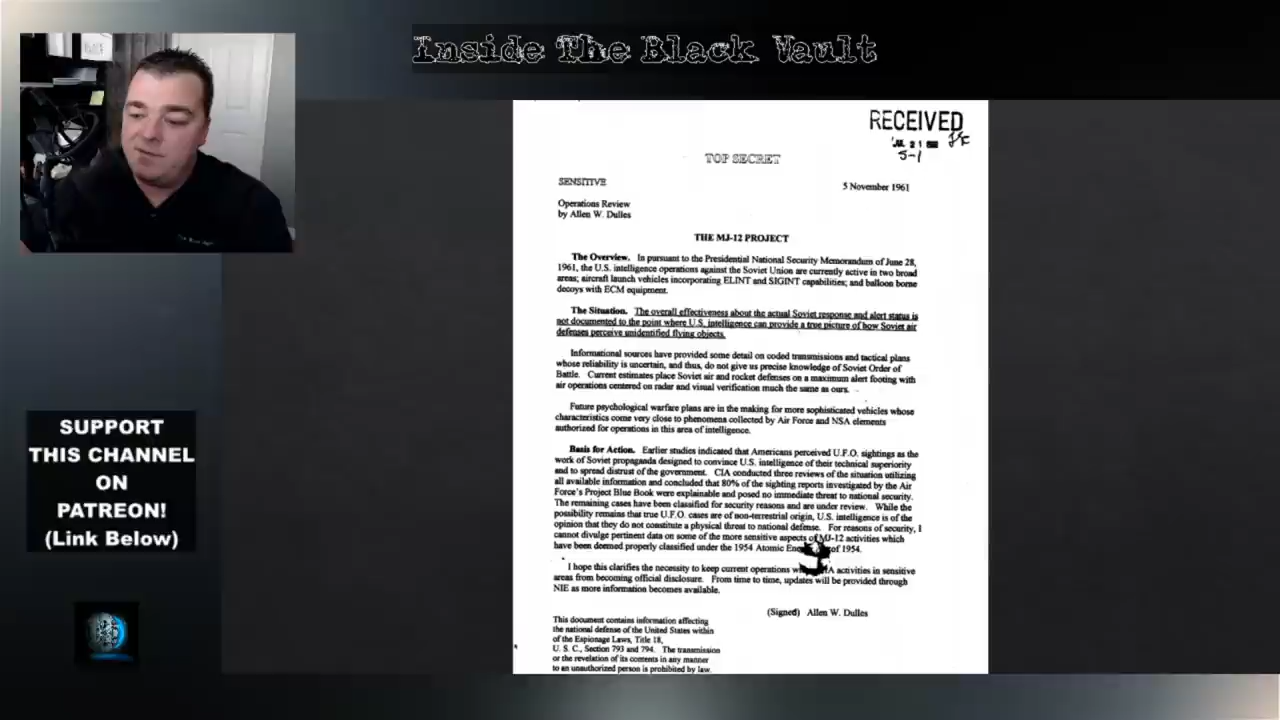 Inside The Black Vault
RECEIVED
TOP SECRET
S-1
SENSITIVE
5 November 1961
Operations Review
by Allen W. Dulles
THE MJ-12 PROJECT
The Overview. In pursuant to the Presidential National Security Memorandum of June 28,
1961, the U.S. intelligence operations against the Soviet Union are currently active in two broad
areas; aircraft launch vehicles incorporating ELINT and SIGINT capabilities; and balloon borne
decoys with ECM equipment.
The Situation. The overall effectiveness about the actual Soviet response and alert status is
not documented to the point where U.S. intelligence can provide a true picture of how Soviet air
defenses perceive unidentified flying objects.
Informational sources have provided some detail on coded transmissions and tactical plans
whose reliability is uncertain, and thus, do not give us precise knowledge of Soviet Order of
Battle. Current estimates place Soviet air and rocket defenses on a maximum alert footing with
air operations centered on radar and visual verification much the same as ours.
Future psychological warfare plans are in the making for more sophisticated vehicles whose
characteristics come very close to phenomena collected by Air Force and NSA elements
authorized for operations in this area of intelligence.
Basis for Action. Earlier studies indicated that Americans perceived U.F.O. sightings as the
work of Soviet propaganda designed to convince U.S. intelligence of their technical superiority
and to spread distrust of the government. CIA conducted three reviews of the situation utilizing
all available information and concluded that 80% of the sighting reports investigated by the Air
Force's Project Blue Book were explainable and posed no immediate threat to national security.
The remaining cases have been classified for security reasons and are under review. While the
possibility remains that true U.F.O. cases are of non-terrestrial origin, U.S. intelligence is of the
opinion that they do not constitute a physical threat to national defense. For reasons of security, I
cannot divulge pertinent data on some of the more sensitive aspects of MJ-12 activities which
have been deemed properly classified under the 1954 Atomic of 1954.
I hope this clarifies the necessity to keep current operations activities in sensitive
areas from becoming official disclosure. From time to time, updates will be provided through
NIE as more information becomes available.
(Signed) Allen W. Dulles
This document contains information affecting
the national defense of the United States within
of the Espionage Laws, Title 18,
U. S. C., Section 793 and 794. The transmission
or the revelation of its contents in any manner
to an unauthorized person is prohibited by law.
SUPPORT
THIS CHANNEL
ON
PATREON!
(Link Below)